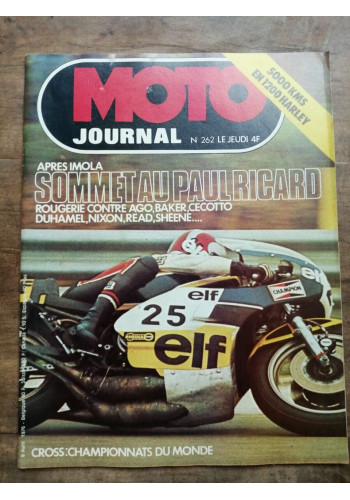 MOTO
JOURNAL
N 262 LE JEUDI 4F
5000 KMS
EN 1200 HARLEY
APRES IMOLA
SOMMET AU PAUL RICARD
ROUGERIE CONTRE AGO, BAKER, CECOTTO
DUHAMEL, NIXON, READ, SHEENE....
elf
CHAMPION
elf
25
elf
CROSS: CHAMPIONNATS DU MONDE